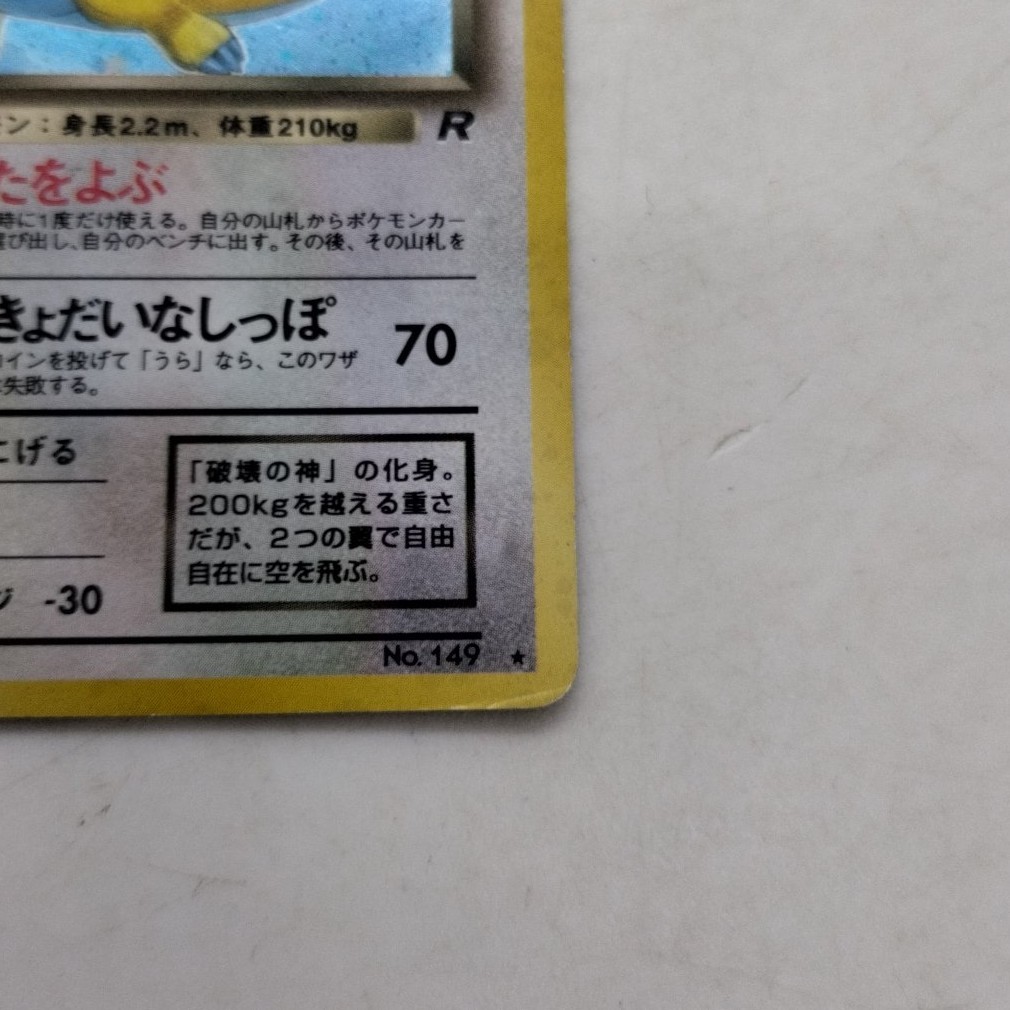 モン：身長2.2m、体重210kg R
たをよぶ
時に1度だけ使える。自分の山札からポケモンカー
選び出し、自分のベンチに出す。その後、その山札を
きょだいなしっぽ 70
コインを投げて「うら」なら、このワザ
は失敗する。
にげる
「破壊の神」の化身。
200kgを越える重さ
だが、2つの翼で自由
自在に空を飛ぶ。
-30
No. 149 ★